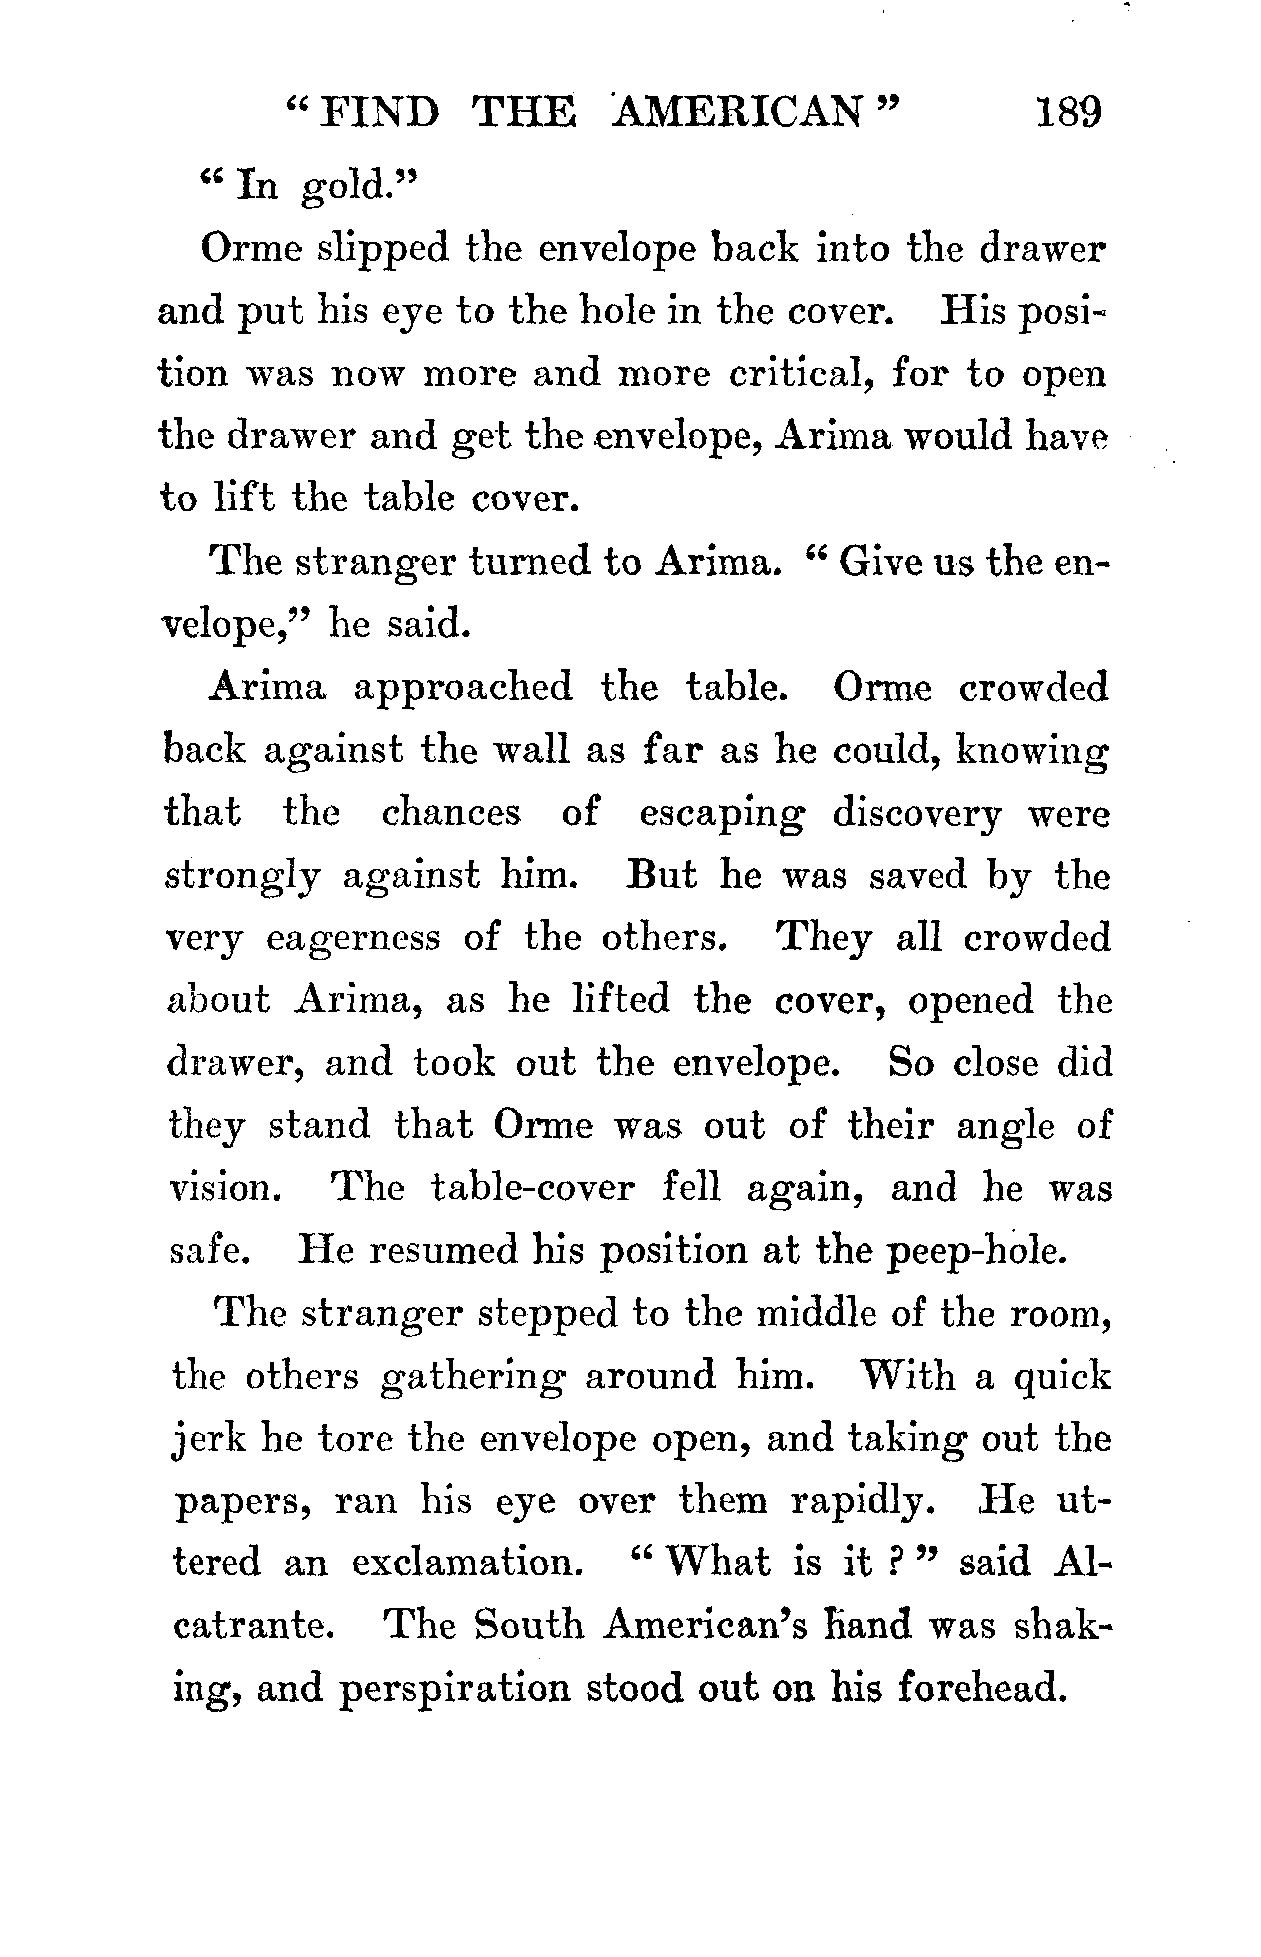 “ FIND THE AMERICAN ” 189
“ In gold.”
Orme slipped the envelope back into the drawer
and put his eye to the hole in the cover. His posi-
tion was now more and more critical, for to open
the drawer and get the envelope, Arima would have
to lift the table cover.
The stranger turned to Arima. “ Give us the en-
velope,” he said.
Arima approached the table. Orme crowded
back against the wall as far as he could, knowing
that the chances of escaping discovery were
strongly against him. But he was saved by the
very eagerness of the others. They all crowded
about Arima, as he lifted the cover, opened the
drawer, and took out the envelope. So close did
they stand that Orme was out of their angle of
vision. The table-cover fell again, and he was
safe. He resumed his position at the peep-hole.
The stranger stepped to the middle of the room,
the others gathering around him. With a quick
jerk he tore the envelope open, and taking out the
papers, ran his eye over them rapidly. He ut-
tered an exclamation. “ What is it ? ” said Al-
catrante. The South American’s hand was shak-
ing, and perspiration stood out on his forehead.